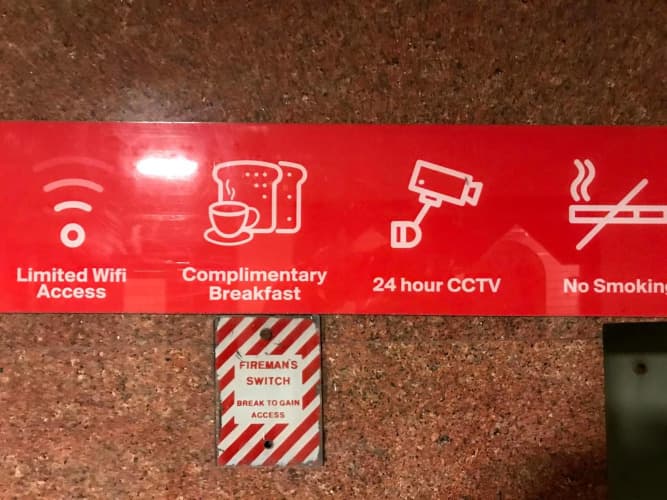 Limited Wifi
Access
Complimentary
Breakfast
24 hour CCTV
No Smoking
FIREMAN'S
SWITCH
BREAK TO GAIN
ACCESS